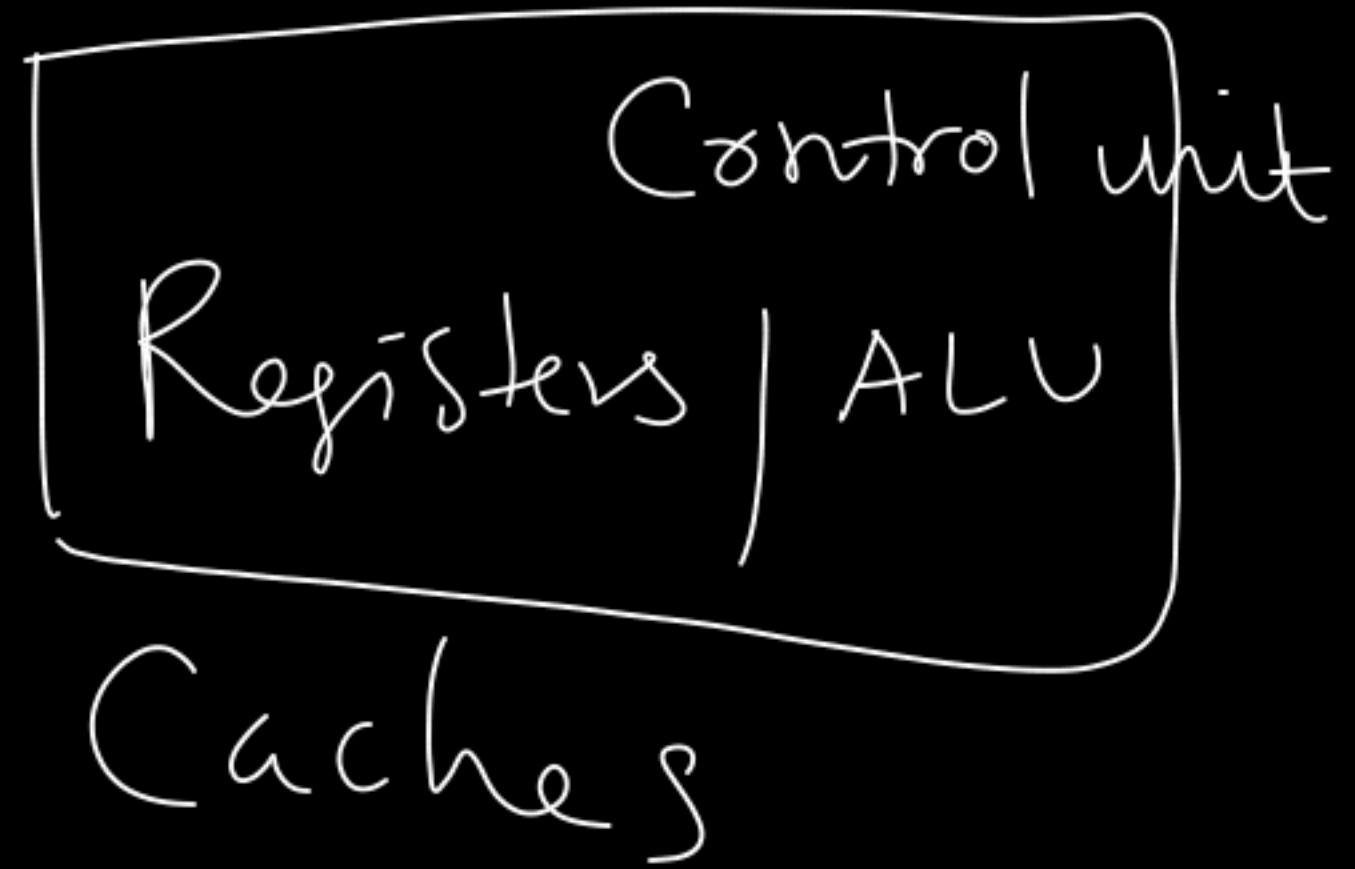 Control unit
Registers | ALU
Caches